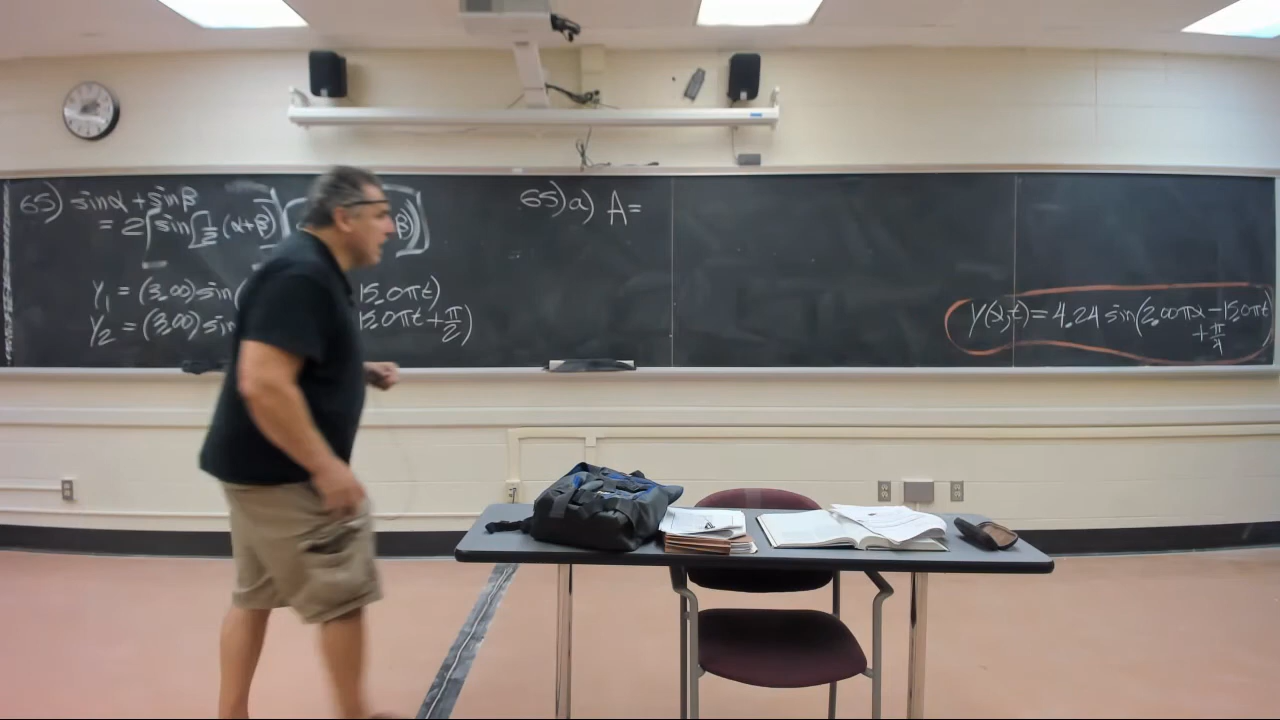 65) sinα + sinβ
= 2[sin[½(α+β)] [ β)]]
Y₁ = (3.00) sin( 15.0πt)
Y₂ = (3.00) sin 15.0πt + π/2)
65) a) A=
Y(x,t) = 4.24 sin(2.00πx − 15.0πt
+ π/4